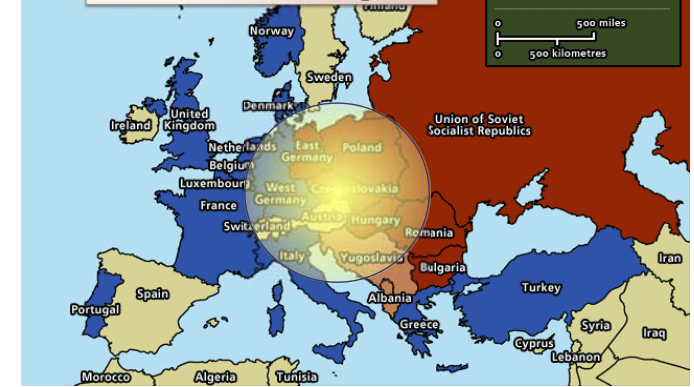 Finland
0 500 miles
0 500 kilometres
Norway
Sweden
Denmark
Ireland
United
Kingdom
Union of Soviet
Socialist Republics
Netherlands
Belgium
Luxembourg
East
Germany
Poland
West
Germany
Czechoslovakia
France
Switzerland
Austria
Hungary
Romania
Italy
Yugoslavia
Bulgaria
Albania
Greece
Turkey
Iran
Portugal
Spain
Cyprus
Syria
Lebanon
Iraq
Morocco
Algeria
Tunisia